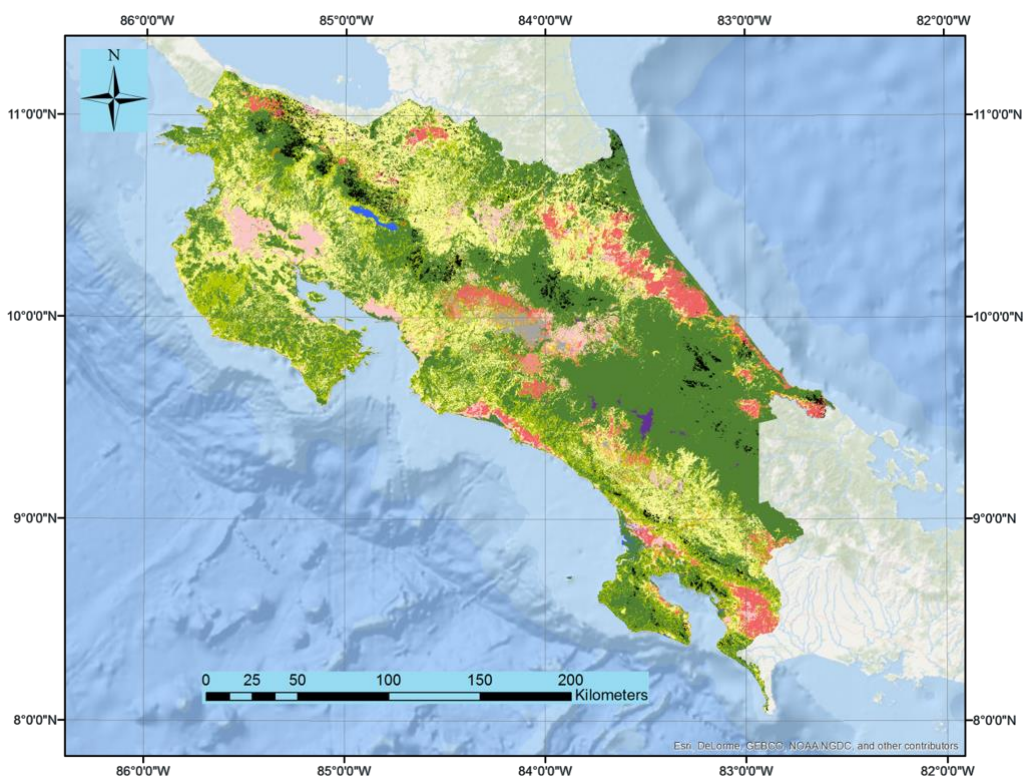 86°0'0"W 85°0'0"W 84°0'0"W 83°0'0"W 82°0'0"W
N
11°0'0"N 11°0'0"N
10°0'0"N 10°0'0"N
9°0'0"N 9°0'0"N
0 25 50 100 150 200
Kilometers
8°0'0"N 8°0'0"N
Esri, DeLorme, GEBCO, NOAA NGDC, and other contributors
86°0'0"W 85°0'0"W 84°0'0"W 83°0'0"W 82°0'0"W